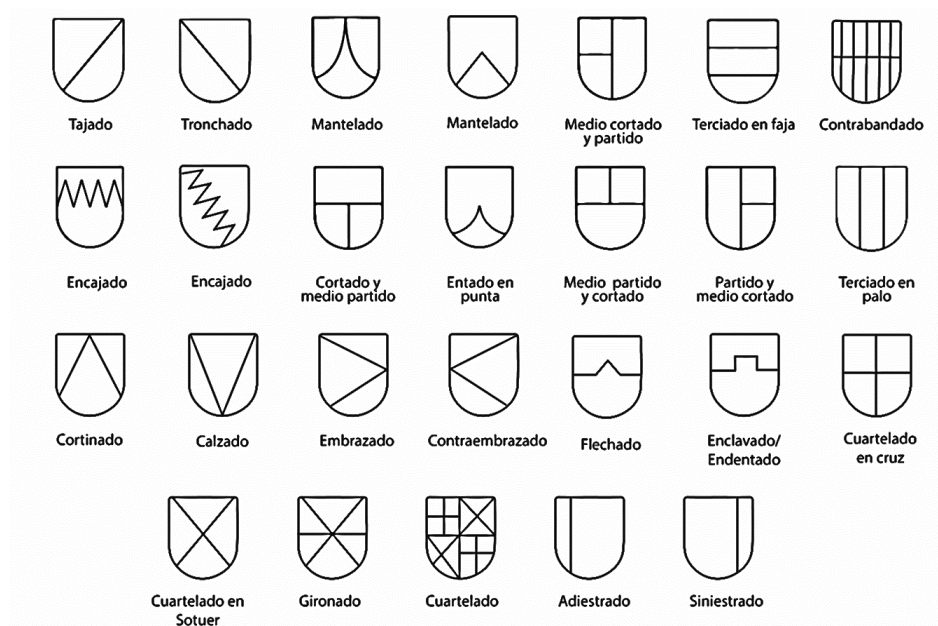 Tajado
Tronchado
Mantelado
Mantelado
Medio cortado
y partido
Terciado en faja
Contrabandado
Encajado
Encajado
Cortado y
medio partido
Entado en
punta
Medio partido
y cortado
Partido y
medio cortado
Terciado en
palo
Cortinado
Calzado
Embrazado
Contraembrazado
Flechado
Enclavado/
Endentado
Cuartelado
en cruz
Cuartelado en
Sotuer
Gironado
Cuartelado
Adiestrado
Siniestrado